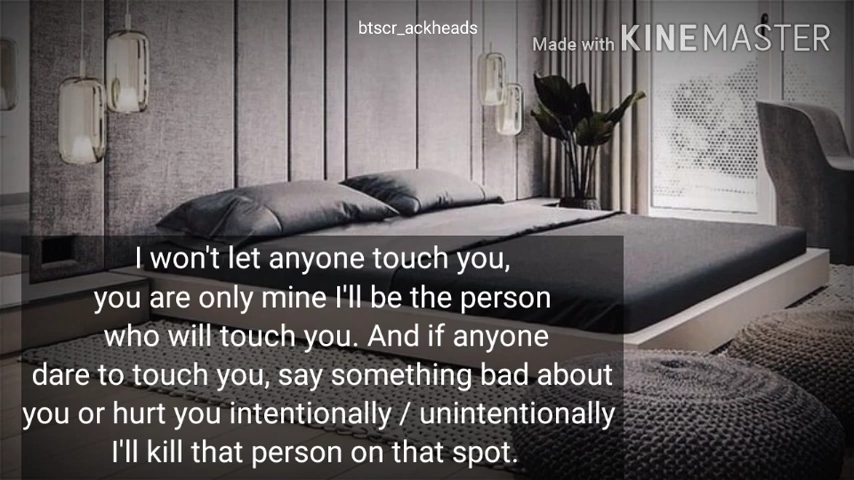 btscr_ackheads
Made with KINEMASTER
I won't let anyone touch you,
you are only mine I'll be the person
who will touch you. And if anyone
dare to touch you, say something bad about
you or hurt you intentionally / unintentionally
I'll kill that person on that spot.